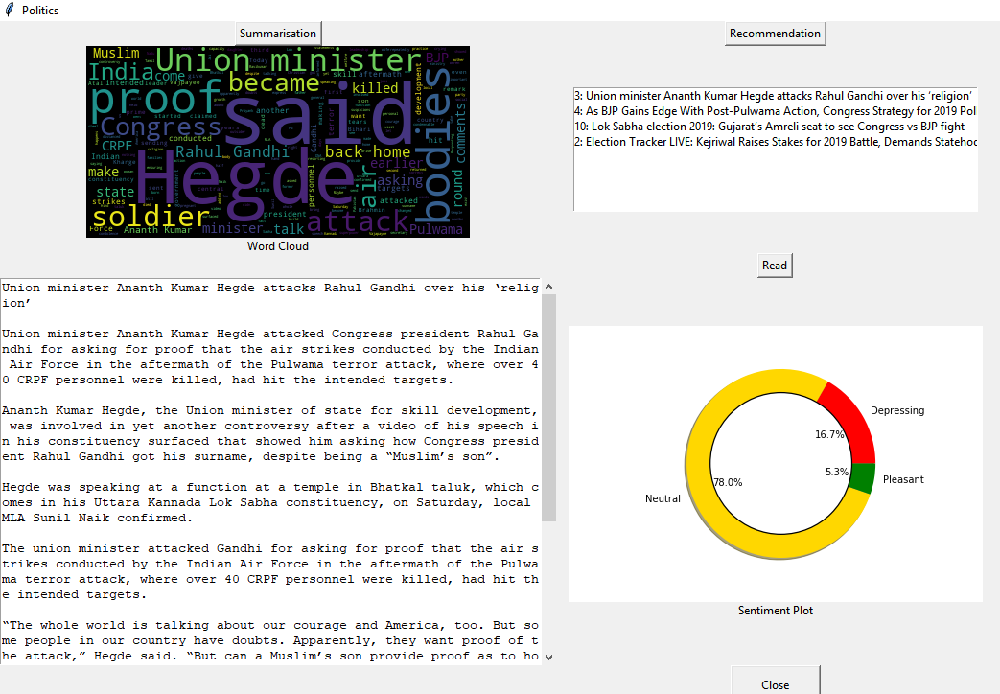 Politics
Summarisation
Recommendation
Muslim
Union minister
BJP
India
come
became
killed
proof
said
bodies
development
Congress
CRPF
conducted
Rahul Gandhi
back home
earlier
Hegde
air
asking
make
state
strikes
targets
attacked
round
comments
personnel
soldier
attack
president
minister
talk
Force
Ananth Kumar
Pulwama
Word Cloud
3: Union minister Ananth Kumar Hegde attacks Rahul Gandhi over his ‘religion’
4: As BJP Gains Edge With Post-Pulwama Action, Congress Strategy for 2019 Pol
10: Lok Sabha election 2019: Gujarat’s Amreli seat to see Congress vs BJP fight
2: Election Tracker LIVE: Kejriwal Raises Stakes for 2019 Battle, Demands Statehoo
Read
Union minister Ananth Kumar Hegde attacks Rahul Gandhi over his ‘relig
ion’
Union minister Ananth Kumar Hegde attacked Congress president Rahul Ga
ndhi for asking for proof that the air strikes conducted by the Indian
Air Force in the aftermath of the Pulwama terror attack, where over 4
0 CRPF personnel were killed, had hit the intended targets.
Ananth Kumar Hegde, the Union minister of state for skill development,
was involved in yet another controversy after a video of his speech i
n his constituency surfaced that showed him asking how Congress presid
ent Rahul Gandhi got his surname, despite being a “Muslim’s son”.
Hegde was speaking at a function at a temple in Bhatkal taluk, which c
omes in his Uttara Kannada Lok Sabha constituency, on Saturday, local
MLA Sunil Naik confirmed.
The union minister attacked Gandhi for asking for proof that the air s
trikes conducted by the Indian Air Force in the aftermath of the Pulwa
ma terror attack, where over 40 CRPF personnel were killed, had hit th
e intended targets.
“The whole world is talking about our courage and America, too. But so
me people in our country have doubts. Apparently, they want proof of t
he attack,” Hegde said. “But can a Muslim’s son provide proof as to ho
Depressing
16.7%
5.3%
Pleasant
78.0%
Neutral
Sentiment Plot
Close